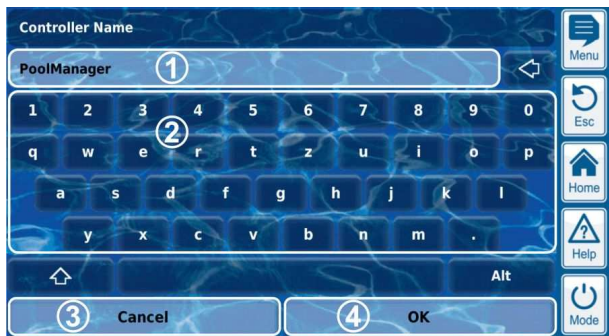 Controller Name
PoolManager 1
Menu
1 2 3 4 5 6 7 8 9 0
2
Esc
q w e r t z u i o p
a s d f g h j k l
Home
y x c v b n m .
Help
Alt
3 Cancel 4 OK
Mode